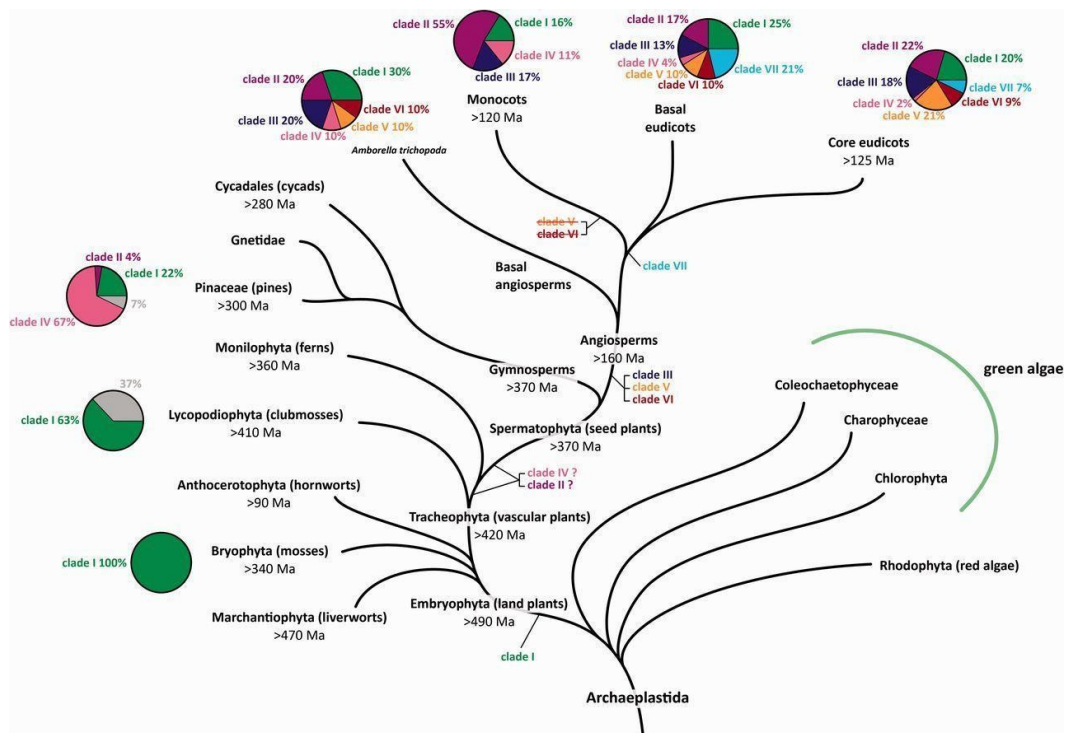 clade II 55%
clade I 16%
clade IV 11%
clade III 17%
Monocots
>120 Ma
clade II 17%
clade I 25%
clade III 13%
clade IV 4%
clade V 10%
clade VI 10%
clade VII 21%
Basal
eudicots
clade II 22%
clade I 20%
clade III 18%
clade VII 7%
clade IV 2%
clade VI 9%
clade V 21%
Core eudicots
>125 Ma
clade II 20%
clade I 30%
clade III 20%
clade VI 10%
clade IV 10%
clade V 10%
Amborella trichopoda
Cycadales (cycads)
>280 Ma
clade V
clade VI
Gnetidae
clade VII
Basal
angiosperms
clade II 4%
clade I 22%
7%
clade IV 67%
Pinaceae (pines)
>300 Ma
Angiosperms
>160 Ma
Monilophyta (ferns)
>360 Ma
Gymnosperms
>370 Ma
clade III
clade V
clade VI
green algae
Coleochaetophyceae
37%
clade I 63%
Lycopodiophyta (clubmosses)
>410 Ma
Spermatophyta (seed plants)
>370 Ma
Charophyceae
clade IV ?
clade II ?
Chlorophyta
Anthocerotophyta (hornworts)
>90 Ma
Tracheophyta (vascular plants)
>420 Ma
clade I 100%
Bryophyta (mosses)
>340 Ma
Rhodophyta (red algae)
Marchantiophyta (liverworts)
>470 Ma
Embryophyta (land plants)
>490 Ma
clade I
Archaeplastida